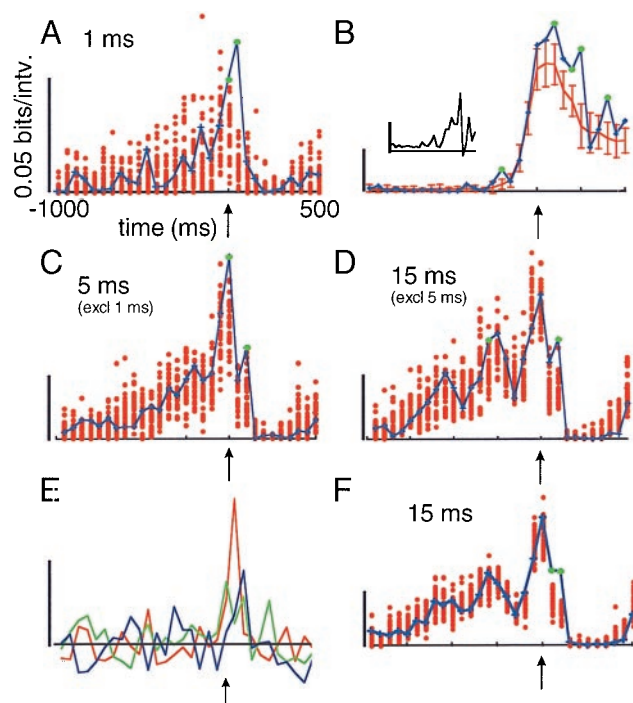 A
1 ms
B
0.05 bits/intv.
-1000
500
time (ms)
C
5 ms
(excl 1 ms)
D
15 ms
(excl 5 ms)
E
F
15 ms